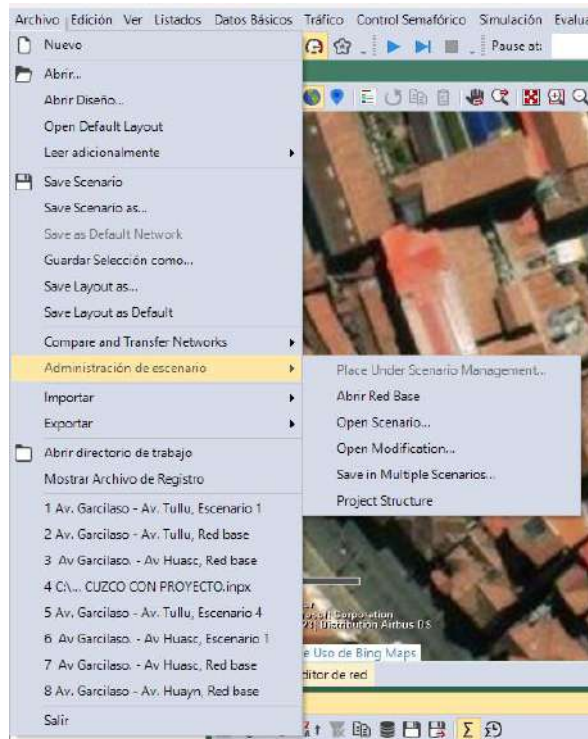 Archivo Edición Ver Listados Datos Básicos Tráfico Control Semafórico Simulación Evalua
Nuevo
Pause at:
Abrir...
Abrir Diseño...
Open Default Layout
Leer adicionalmente
Save Scenario
Save Scenario as...
Save as Default Network
Guardar Selección como...
Save Layout as...
Save Layout as Default
Compare and Transfer Networks
Administración de escenario
Place Under Scenario Management...
Abrir Red Base
Open Scenario...
Open Modification...
Save in Multiple Scenarios...
Project Structure
Importar
Exportar
Abrir directorio de trabajo
Mostrar Archivo de Registro
1 Av. Garcilaso - Av. Tullu, Escenario 1
2 Av. Garcilaso - Av. Tullu, Red base
3 Av Garcilaso. - Av Huasc, Red base
4 C:\... CUZCO CON PROYECTO.inpx
5 Av. Garcilaso - Av. Tullu, Escenario 4
6 Av Garcilaso. - Av Huasc, Escenario 1
7 Av Garcilaso. - Av Huasc, Red base
8 Av. Garcilaso - Av. Huayn, Red base
Salir
Corporation
Distribution Airbus DS
e Uso de Bing Maps
ditor de red